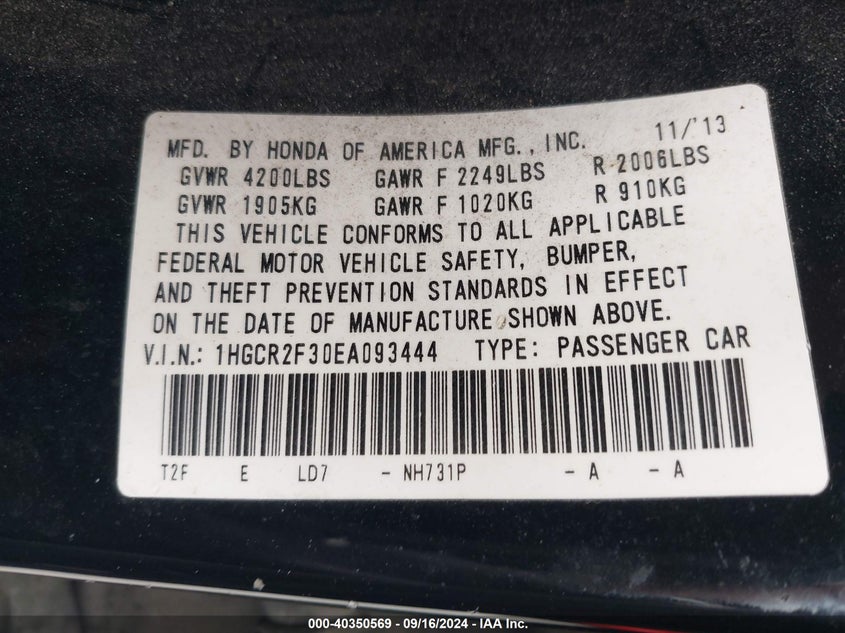 MFD. BY HONDA OF AMERICA MFG., INC. 11/'13
GVWR 4200LBS GAWR F 2249LBS R 2006LBS
GVWR 1905KG GAWR F 1020KG R 910KG
THIS VEHICLE CONFORMS TO ALL APPLICABLE
FEDERAL MOTOR VEHICLE SAFETY, BUMPER,
AND THEFT PREVENTION STANDARDS IN EFFECT
ON THE DATE OF MANUFACTURE SHOWN ABOVE.
V.I.N.: 1HGCR2F30EA093444 TYPE: PASSENGER CAR
T2F E LD7 - NH731P - A - A
000-40350569 - 09/16/2024 - IAA Inc.